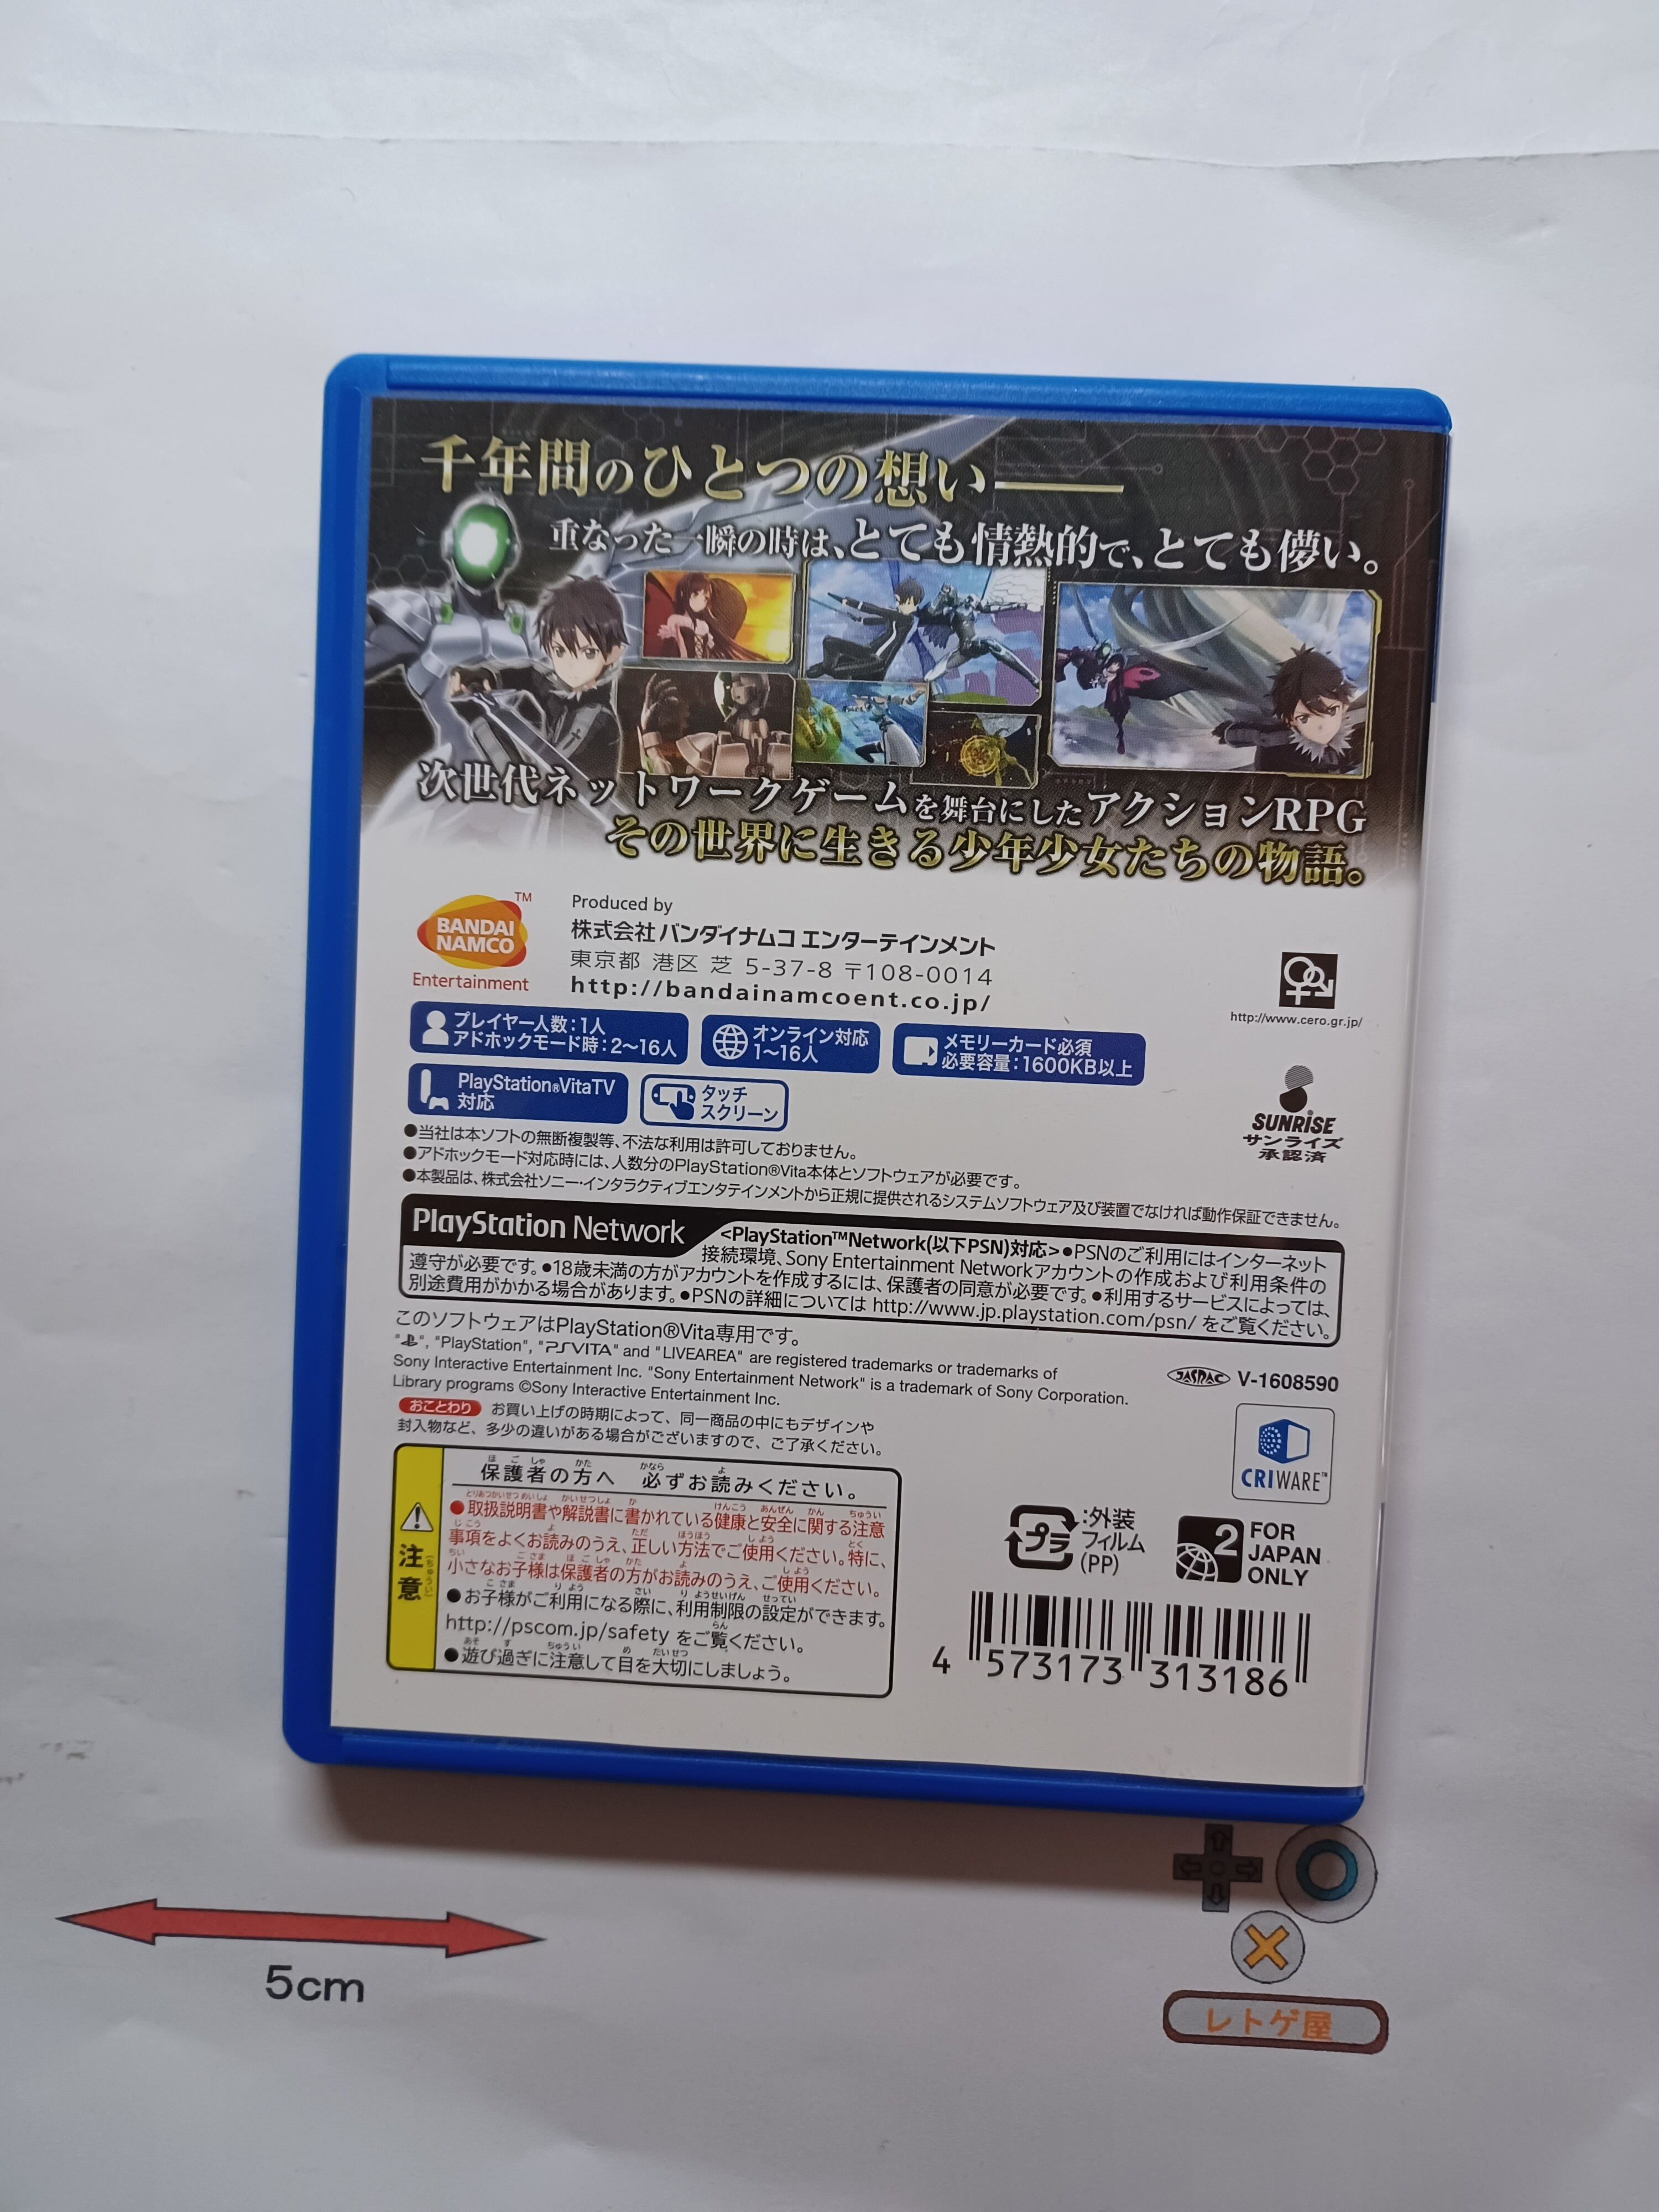 千年間のひとつの想い――
重なった一瞬の時は、とても情熱的で、とても儚い。
次世代ネットワークゲームを舞台にしたアクションRPG
その世界に生きる少年少女たちの物語。
BANDAI
NAMCO
TM
Entertainment
Produced by
株式会社バンダイナムコ エンターテインメント
東京都 港区 芝 5-37-8 〒108-0014
http://bandainamcoent.co.jp/
http://www.cero.gr.jp/
プレイヤー人数:1人
アドホックモード時:2〜16人
オンライン対応
1〜16人
メモリーカード必須
必要容量:1600KB以上
PlayStation®VitaTV
対応
タッチ
スクリーン
SUNRISE
サンライズ
承認済
●当社は本ソフトの無断複製等、不法な利用は許可しておりません。
●アドホックモード対応時には、人数分のPlayStation®Vita本体とソフトウェアが必要です。
●本製品は、株式会社ソニー・インタラクティブエンタテインメントから正規に提供されるシステムソフトウェア及び装置でなければ動作保証できません。
PlayStation Network
<PlayStation™Network(以下PSN)対応>●PSNのご利用にはインターネット
接続環境、Sony Entertainment Networkアカウントの作成および利用条件の
遵守が必要です。●18歳未満の方がアカウントを作成するには、保護者の同意が必要です。●利用するサービスによっては、
別途費用がかかる場合があります。●PSNの詳細については http://www.jp.playstation.com/psn/ をご覧ください。
このソフトウェアはPlayStation®Vita専用です。
"PlayStation", "PSVITA" and "LIVEAREA" are registered trademarks or trademarks of
Sony Interactive Entertainment Inc. "Sony Entertainment Network" is a trademark of Sony Corporation.
Library programs ©Sony Interactive Entertainment Inc.
JASRAC V-1608590
おことわり お買い上げの時期によって、同一商品の中にもデザインや
封入物など、多少の違いがある場合がございますので、ご了承ください。
CRIWARE™
注意
ちゅうい
保護者の方へ 必ずお読みください。
●取扱説明書や解説書に書かれている健康と安全に関する注意
事項をよくお読みのうえ、正しい方法でご使用ください。特に、
小さなお子様は保護者の方がお読みのうえ、ご使用ください。
●お子様がご利用になる際に、利用制限の設定ができます。
http://pscom.jp/safety をご覧ください。
●遊び過ぎに注意して目を大切にしましょう。
プラ
:外装
フィルム
(PP)
2
FOR
JAPAN
ONLY
4 573173 313186
5cm
レトゲ屋